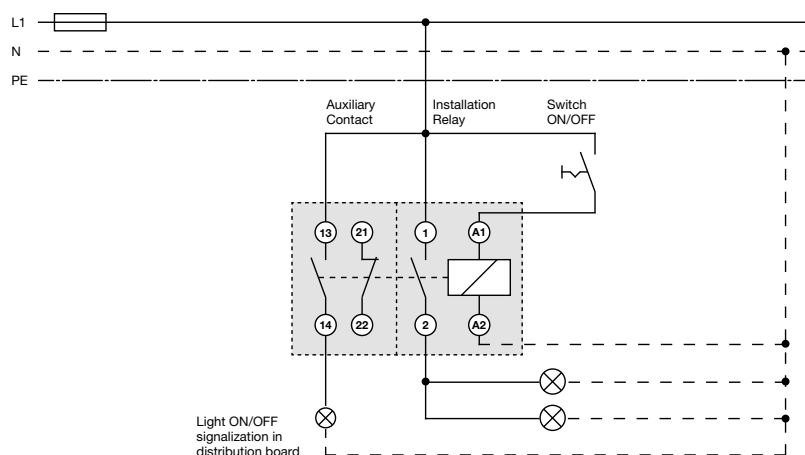 L1
N
PE
Auxiliary
Contact
Installation
Relay
Switch
ON/OFF
13
21
1
A1
14
22
2
A2
Light ON/OFF
signalization in
distribution board